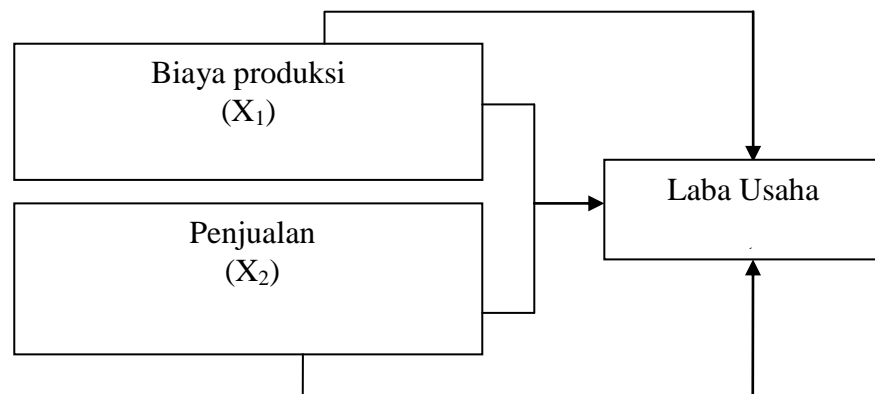 Biaya produksi
(X₁)
Laba Usaha
Penjualan
(X₂)